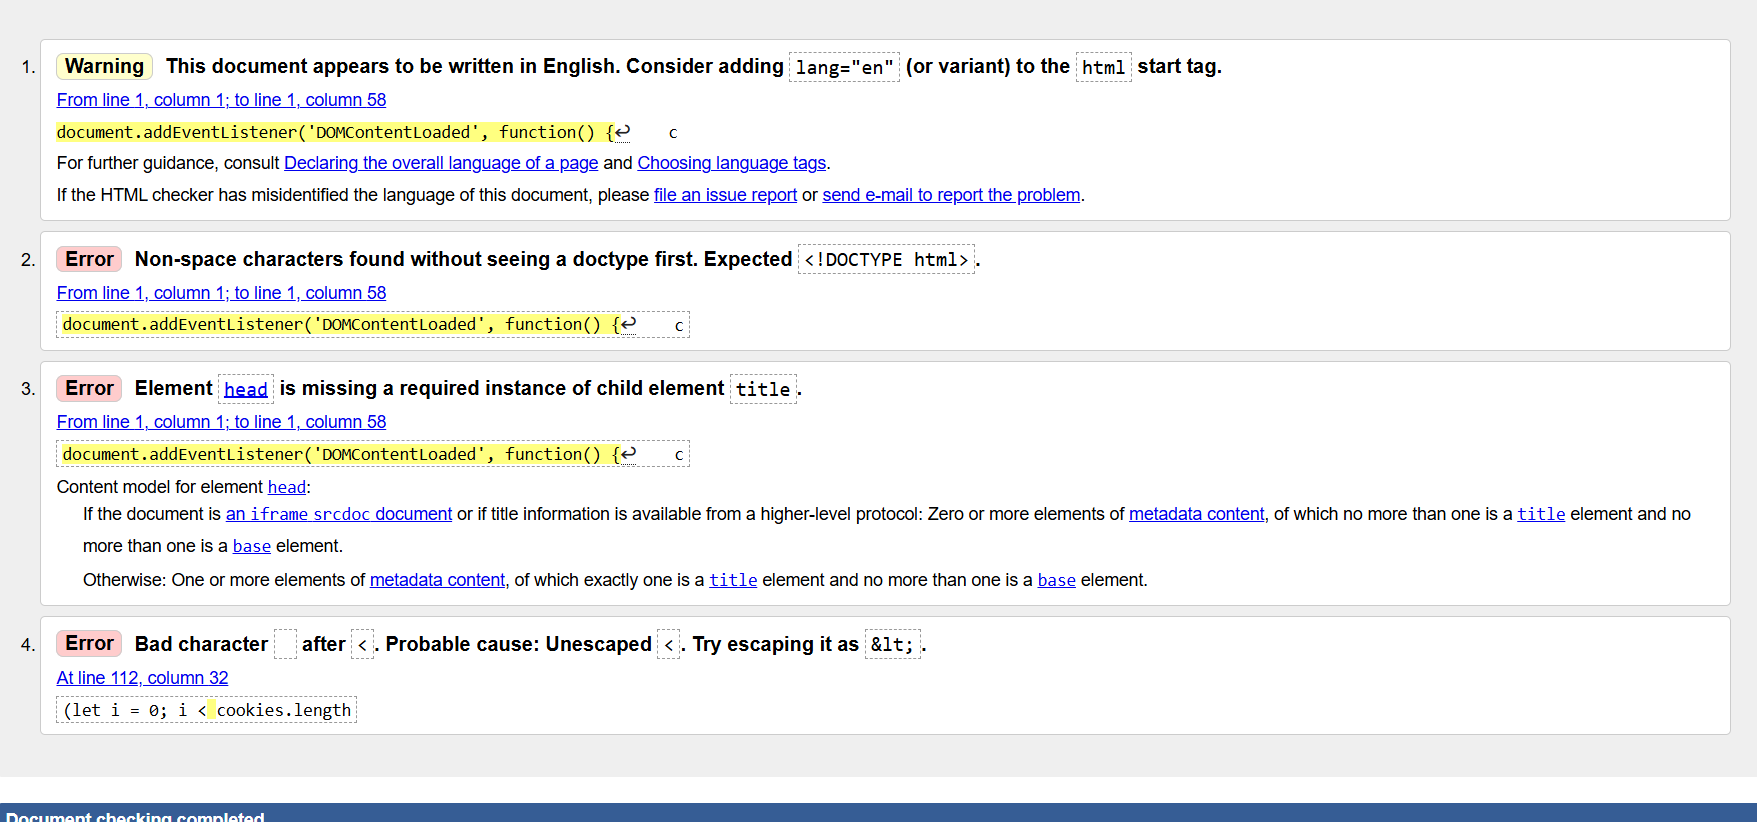 1. Warning This document appears to be written in English. Consider adding lang="en" (or variant) to the html start tag.
From line 1, column 1; to line 1, column 58
document.addEventListener('DOMContentLoaded', function() {↩ c
For further guidance, consult Declaring the overall language of a page and Choosing language tags.
If the HTML checker has misidentified the language of this document, please file an issue report or send e-mail to report the problem.
2. Error Non-space characters found without seeing a doctype first. Expected <!DOCTYPE html>.
From line 1, column 1; to line 1, column 58
document.addEventListener('DOMContentLoaded', function() {↩ c
3. Error Element head is missing a required instance of child element title.
From line 1, column 1; to line 1, column 58
document.addEventListener('DOMContentLoaded', function() {↩ c
Content model for element head:
If the document is an iframe srcdoc document or if title information is available from a higher-level protocol: Zero or more elements of metadata content, of which no more than one is a title element and no
more than one is a base element.
Otherwise: One or more elements of metadata content, of which exactly one is a title element and no more than one is a base element.
4. Error Bad character   after <. Probable cause: Unescaped <. Try escaping it as &lt;.
At line 112, column 32
(let i = 0; i < cookies.length
Document checking completed